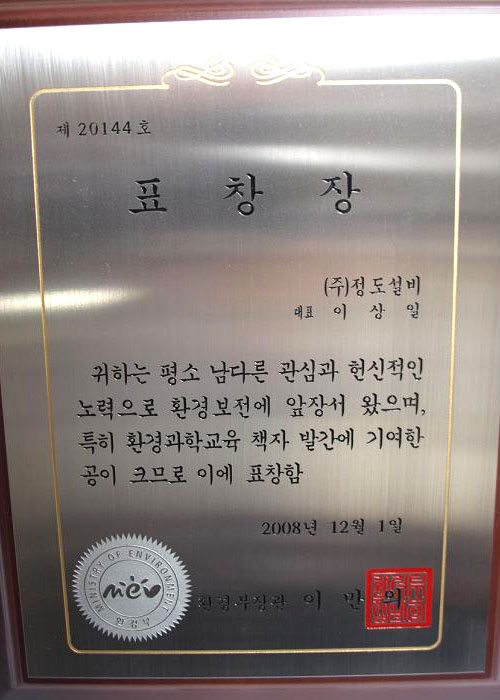 제 20144 호
표 창 장
(주)정도설비
대표 이 상 일
귀하는 평소 남다른 관심과 헌신적인
노력으로 환경보전에 앞장서 왔으며,
특히 환경과학교육 책자 발간에 기여한
공이 크므로 이에 표창함
2008년 12월 1일
MINISTRY OF ENVIRONMENT
mev
환경부
환경부장관 이 만 의